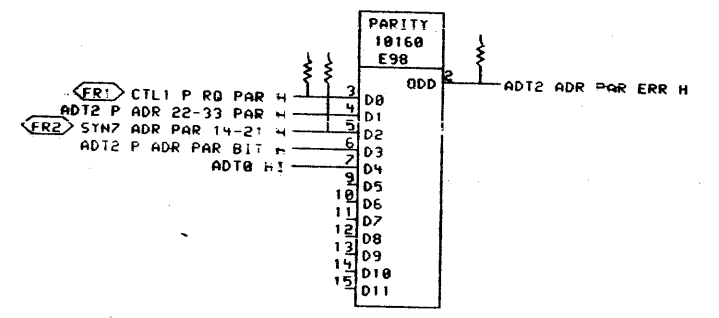 PARITY
10160
E98
ODD 2 ADT2 ADR PAR ERR H
FR1 CTL1 P RQ PAR H 3 D0
ADT2 P ADR 22-33 PAR H 4 D1
FR2 SYN7 ADR PAR 14-21 H 5 D2
ADT2 P ADR PAR BIT H 6 D3
ADT0 HI 7 D4
9 D5
10 D6
11 D7
12 D8
13 D9
14 D10
15 D11